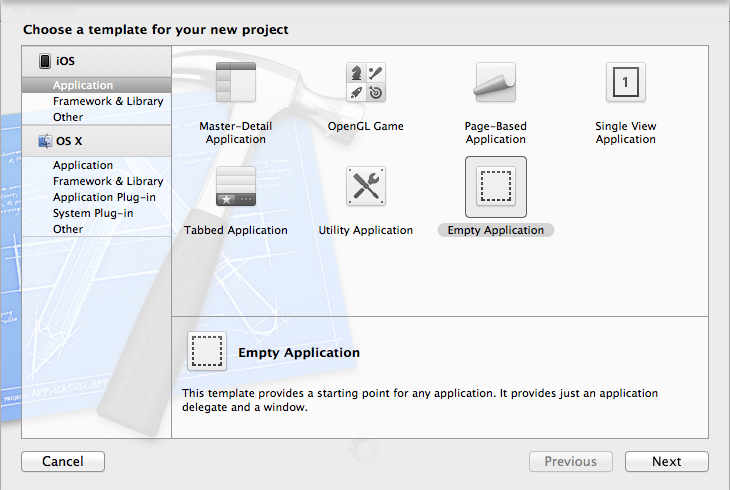 Choose a template for your new project
iOS
Application
Framework & Library
Other
OS X
Application
Framework & Library
Application Plug-in
System Plug-in
Other
Master-Detail
Application
OpenGL Game
Page-Based
Application
1
Single View
Application
Tabbed Application
Utility Application
Empty Application
Empty Application
This template provides a starting point for any application. It provides just an application
delegate and a window.
Cancel
Previous
Next